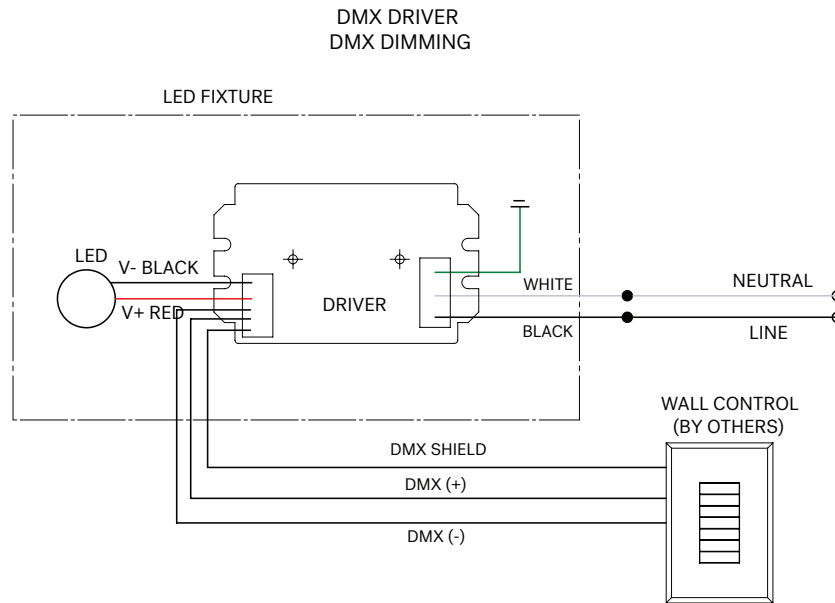 DMX DRIVER
DMX DIMMING
LED FIXTURE
LED
V- BLACK
V+ RED
DRIVER
WHITE
BLACK
NEUTRAL
LINE
WALL CONTROL
(BY OTHERS)
DMX SHIELD
DMX (+)
DMX (-)